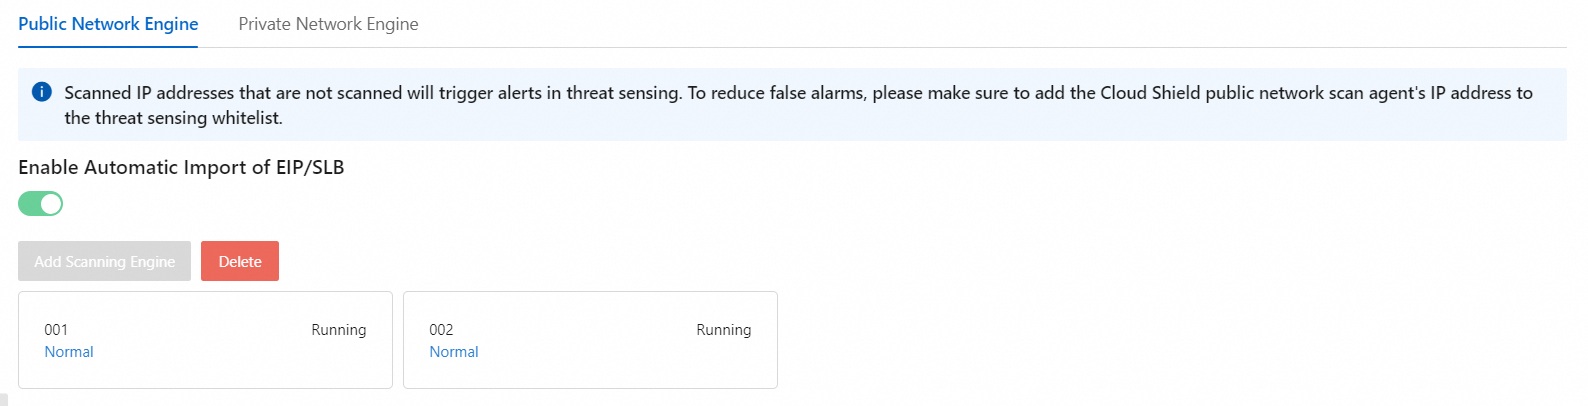 Public Network Engine
Private Network Engine
Scanned IP addresses that are not scanned will trigger alerts in threat sensing. To reduce false alarms, please make sure to add the Cloud Shield public network scan agent's IP address to
the threat sensing whitelist.
Enable Automatic Import of EIP/SLB
Add Scanning Engine
Delete
001
Running
Normal
002
Running
Normal